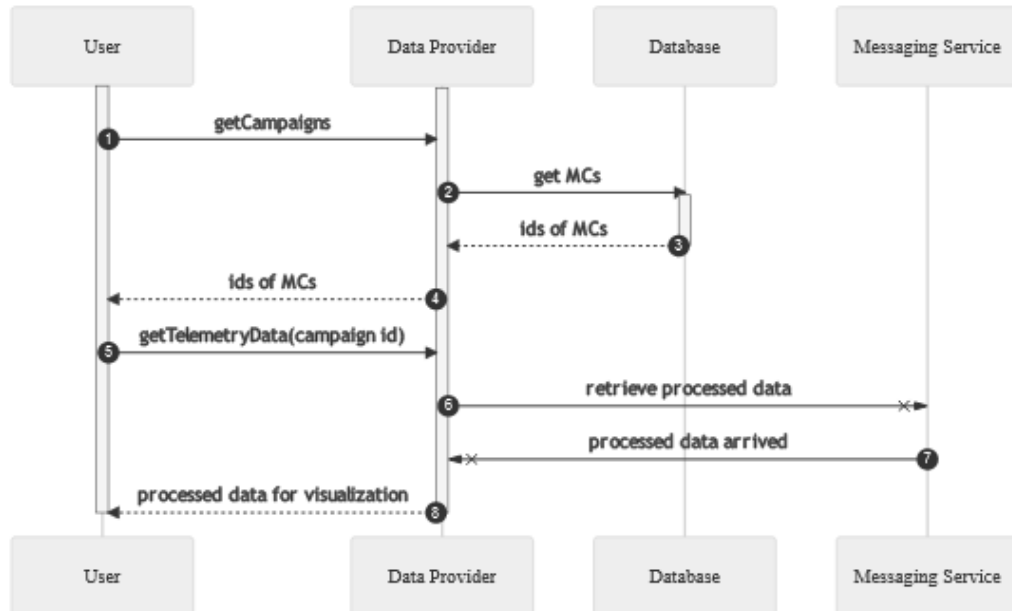 User
Data Provider
Database
Messaging Service
1
getCampaigns
2
get MCs
ids of MCs
3
ids of MCs
4
getTelemetryData(campaign id)
5
retrieve processed data
6
processed data arrived
7
processed data for visualization
8
User
Data Provider
Database
Messaging Service